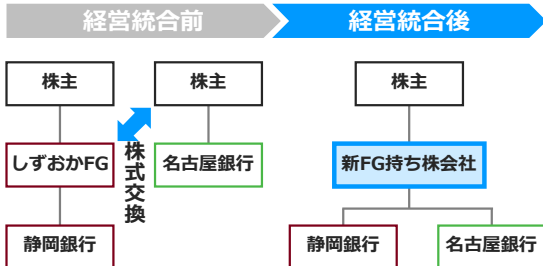 経営統合前
経営統合後
株主
株主
株主
しずおかFG
株式交換
名古屋銀行
新FG持ち株会社
静岡銀行
静岡銀行
名古屋銀行